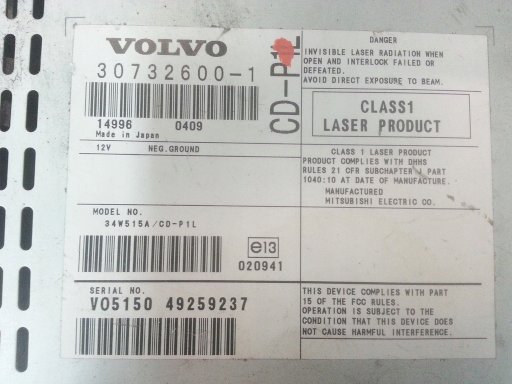 VOLVO
30732600-1
14996 0409
Made in Japan
CD-P1L
12V NEG.GROUND
MODEL NO.
34W515A/CD-P1L
e13
020941
SERIAL NO.
VO5150 49259237
DANGER
INVISIBLE LASER RADIATION WHEN
OPEN AND INTERLOCK FAILED OR
DEFEATED.
AVOID DIRECT EXPOSURE TO BEAM.
CLASS1
LASER PRODUCT
CLASS 1 LASER PRODUCT
PRODUCT COMPLIES WITH DHHS
RULES 21 CFR SUBCHAPTER J PART
1040:10 AT DATE OF MANUFACTURE.
MANUFACTURED
MITSUBISHI ELECTRIC CO.
THIS DEVICE COMPLIES WITH PART
15 OF THE FCC RULES.
OPERATION IS SUBJECT TO THE
CONDITION THAT THIS DEVICE DOES
NOT CAUSE HARMFUL INTERFERENCE.